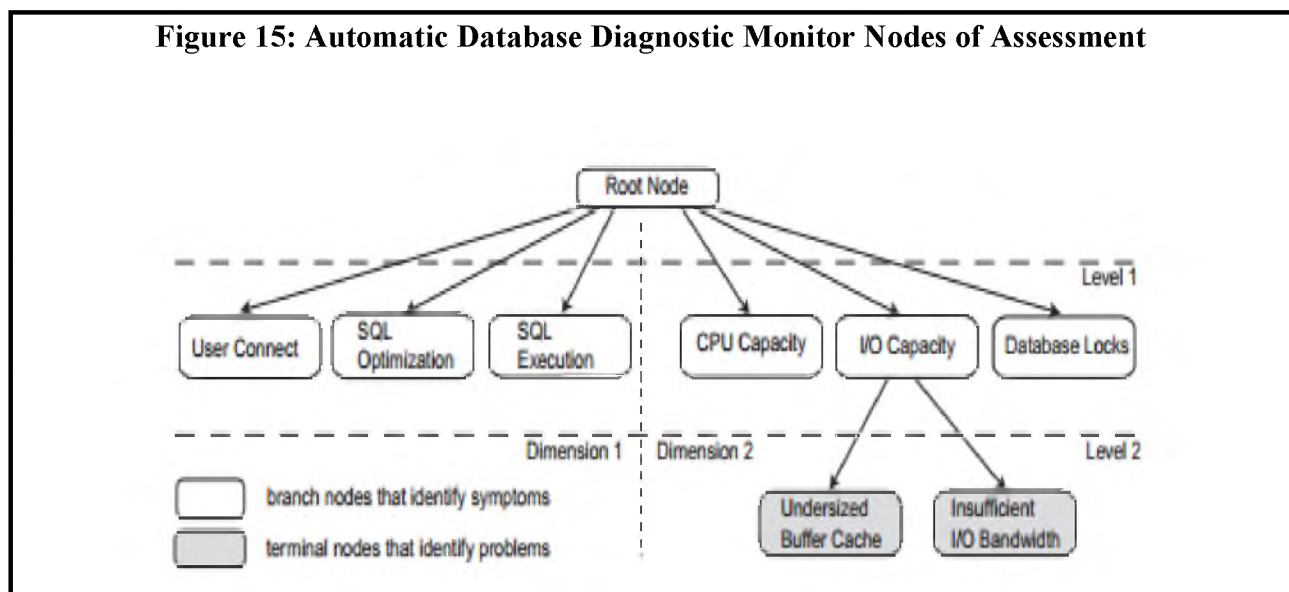 Figure 15: Automatic Database Diagnostic Monitor Nodes of Assessment
Root Node
Level 1
User Connect
SQL
Optimization
SQL
Execution
CPU Capacity
I/O Capacity
Database Locks
Dimension 1
Dimension 2
Level 2
branch nodes that identify symptoms
terminal nodes that identify problems
Undersized
Buffer Cache
Insufficient
I/O Bandwidth